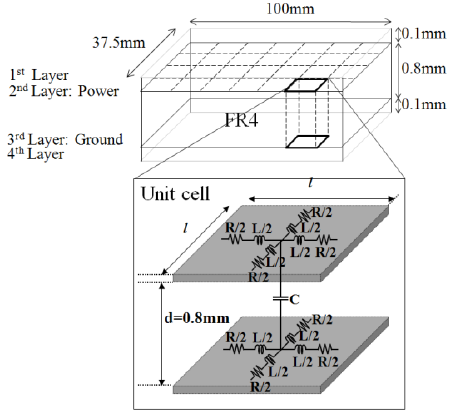 100mm
37.5mm
0.1mm
0.8mm
0.1mm
1st Layer
2nd Layer: Power
FR4
3rd Layer: Ground
4th Layer
Unit cell
l
l
R/2
R/2 L/2 L/2
L/2 L/2 R/2
R/2
C
d=0.8mm
R/2
R/2 L/2 L/2
L/2 L/2 R/2
R/2